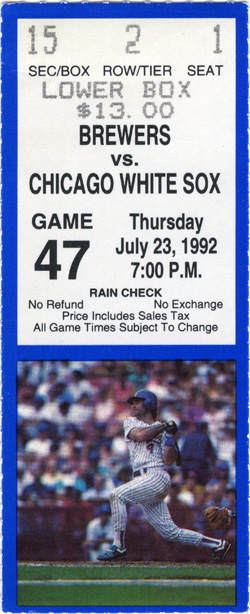 15 2 1
SEC/BOX ROW/TIER SEAT
LOWER BOX
$13.00
BREWERS
vs.
CHICAGO WHITE SOX
GAME
47
Thursday
July 23, 1992
7:00 P.M.
RAIN CHECK
No Refund No Exchange
Price Includes Sales Tax
All Game Times Subject To Change